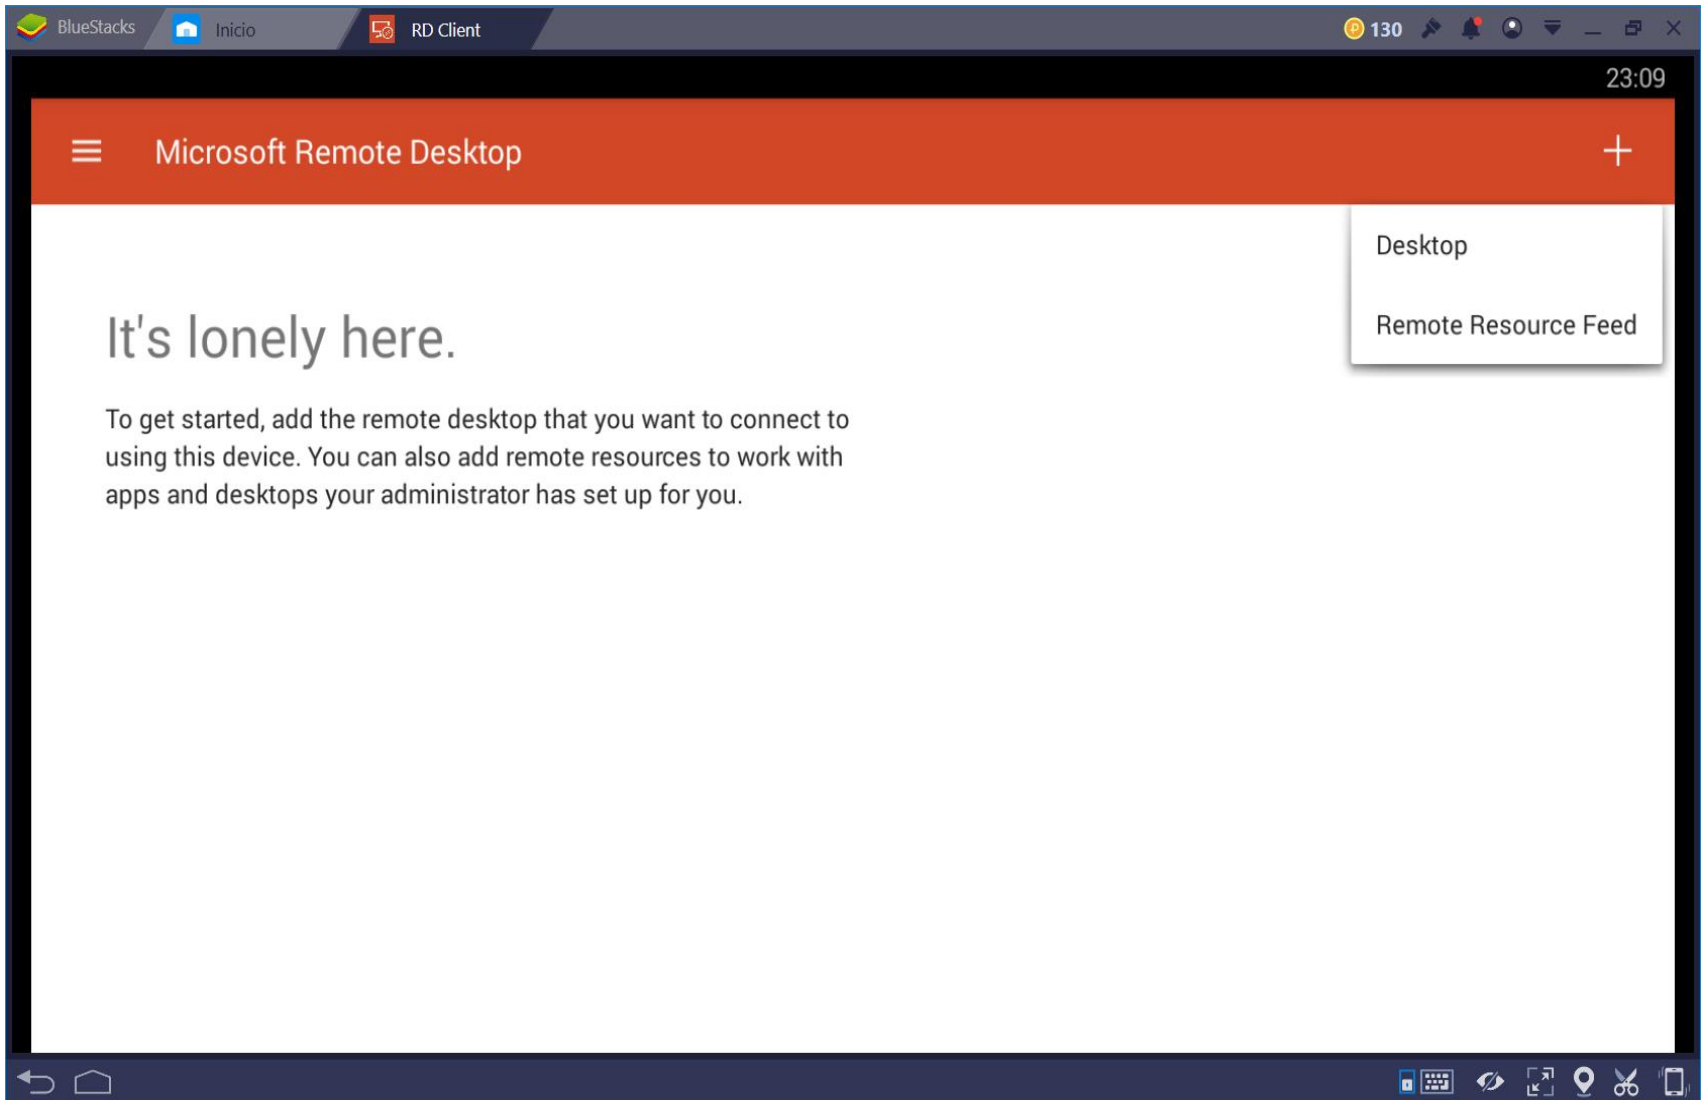 BlueStacks
Inicio
RD Client
130
23:09
Microsoft Remote Desktop
Desktop
Remote Resource Feed
It's lonely here.
To get started, add the remote desktop that you want to connect to
using this device. You can also add remote resources to work with
apps and desktops your administrator has set up for you.